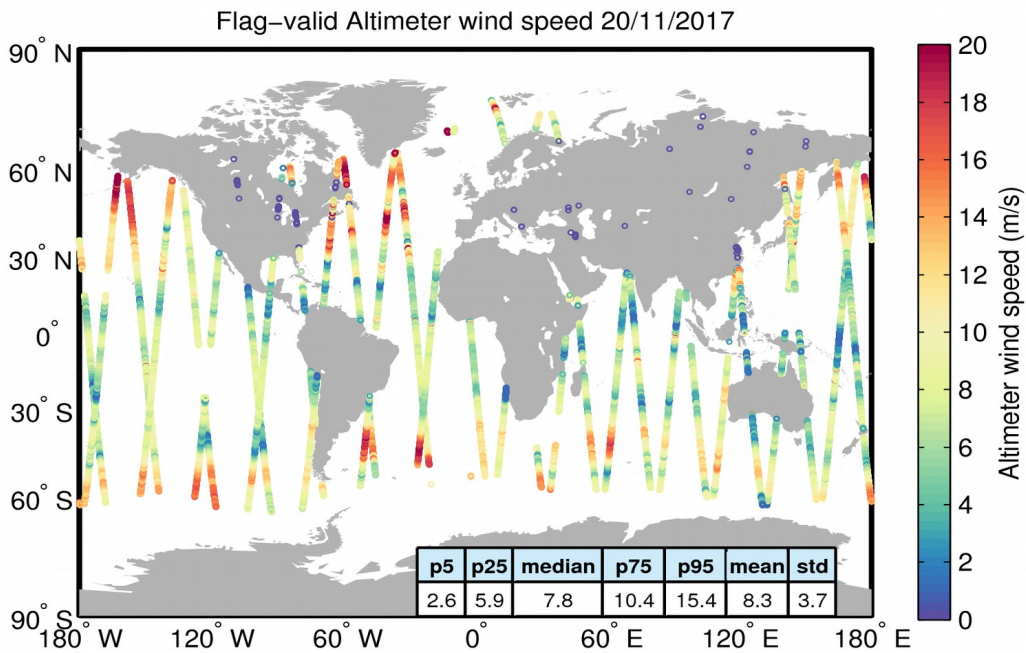 Flag-valid Altimeter wind speed 20/11/2017
90° N
60° N
30° N
0°
30° S
60° S
90° S
180° W
120° W
60° W
0°
60° E
120° E
180° E
p5 p25 median p75 p95 mean std
2.6 5.9 7.8 10.4 15.4 8.3 3.7
20
18
16
14
12
10
8
6
4
2
0
Altimeter wind speed (m/s)